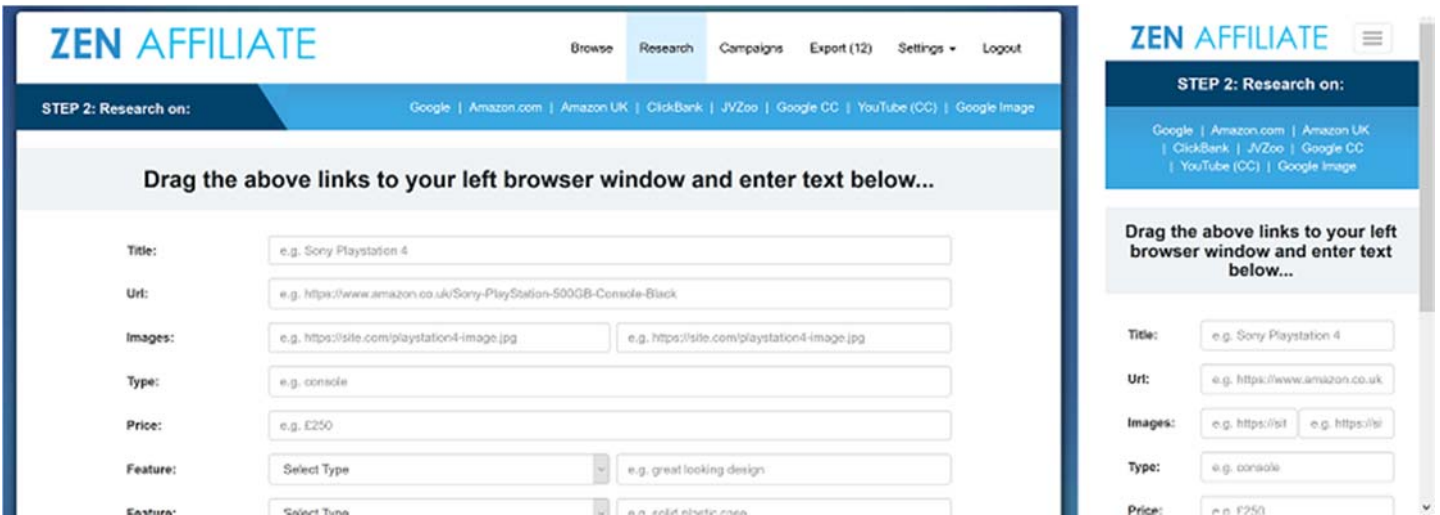 ZEN AFFILIATE
Browse Research Campaigns Export (12) Settings Logout
STEP 2: Research on:
Google | Amazon.com | Amazon UK | ClickBank | JVZoo | Google CC | YouTube (CC) | Google Image
Drag the above links to your left browser window and enter text below...
Title: e.g. Sony Playstation 4
Url: e.g. https://www.amazon.co.uk/Sony-PlayStation-500GB-Console-Black
Images: e.g. https://site.com/playstation4-image.jpg e.g. https://site.com/playstation4-image.jpg
Type: e.g. console
Price: e.g. £250
Feature: Select Type e.g. great looking design
Feature: Select Type e.g. solid plastic case
ZEN AFFILIATE
STEP 2: Research on:
Google | Amazon.com | Amazon UK
| ClickBank | JVZoo | Google CC
| YouTube (CC) | Google Image
Drag the above links to your left
browser window and enter text
below...
Title: e.g. Sony Playstation 4
Url: e.g. https://www.amazon.co.uk
Images: e.g. https://sit e.g. https://si
Type: e.g. console
Price: e.g. £250